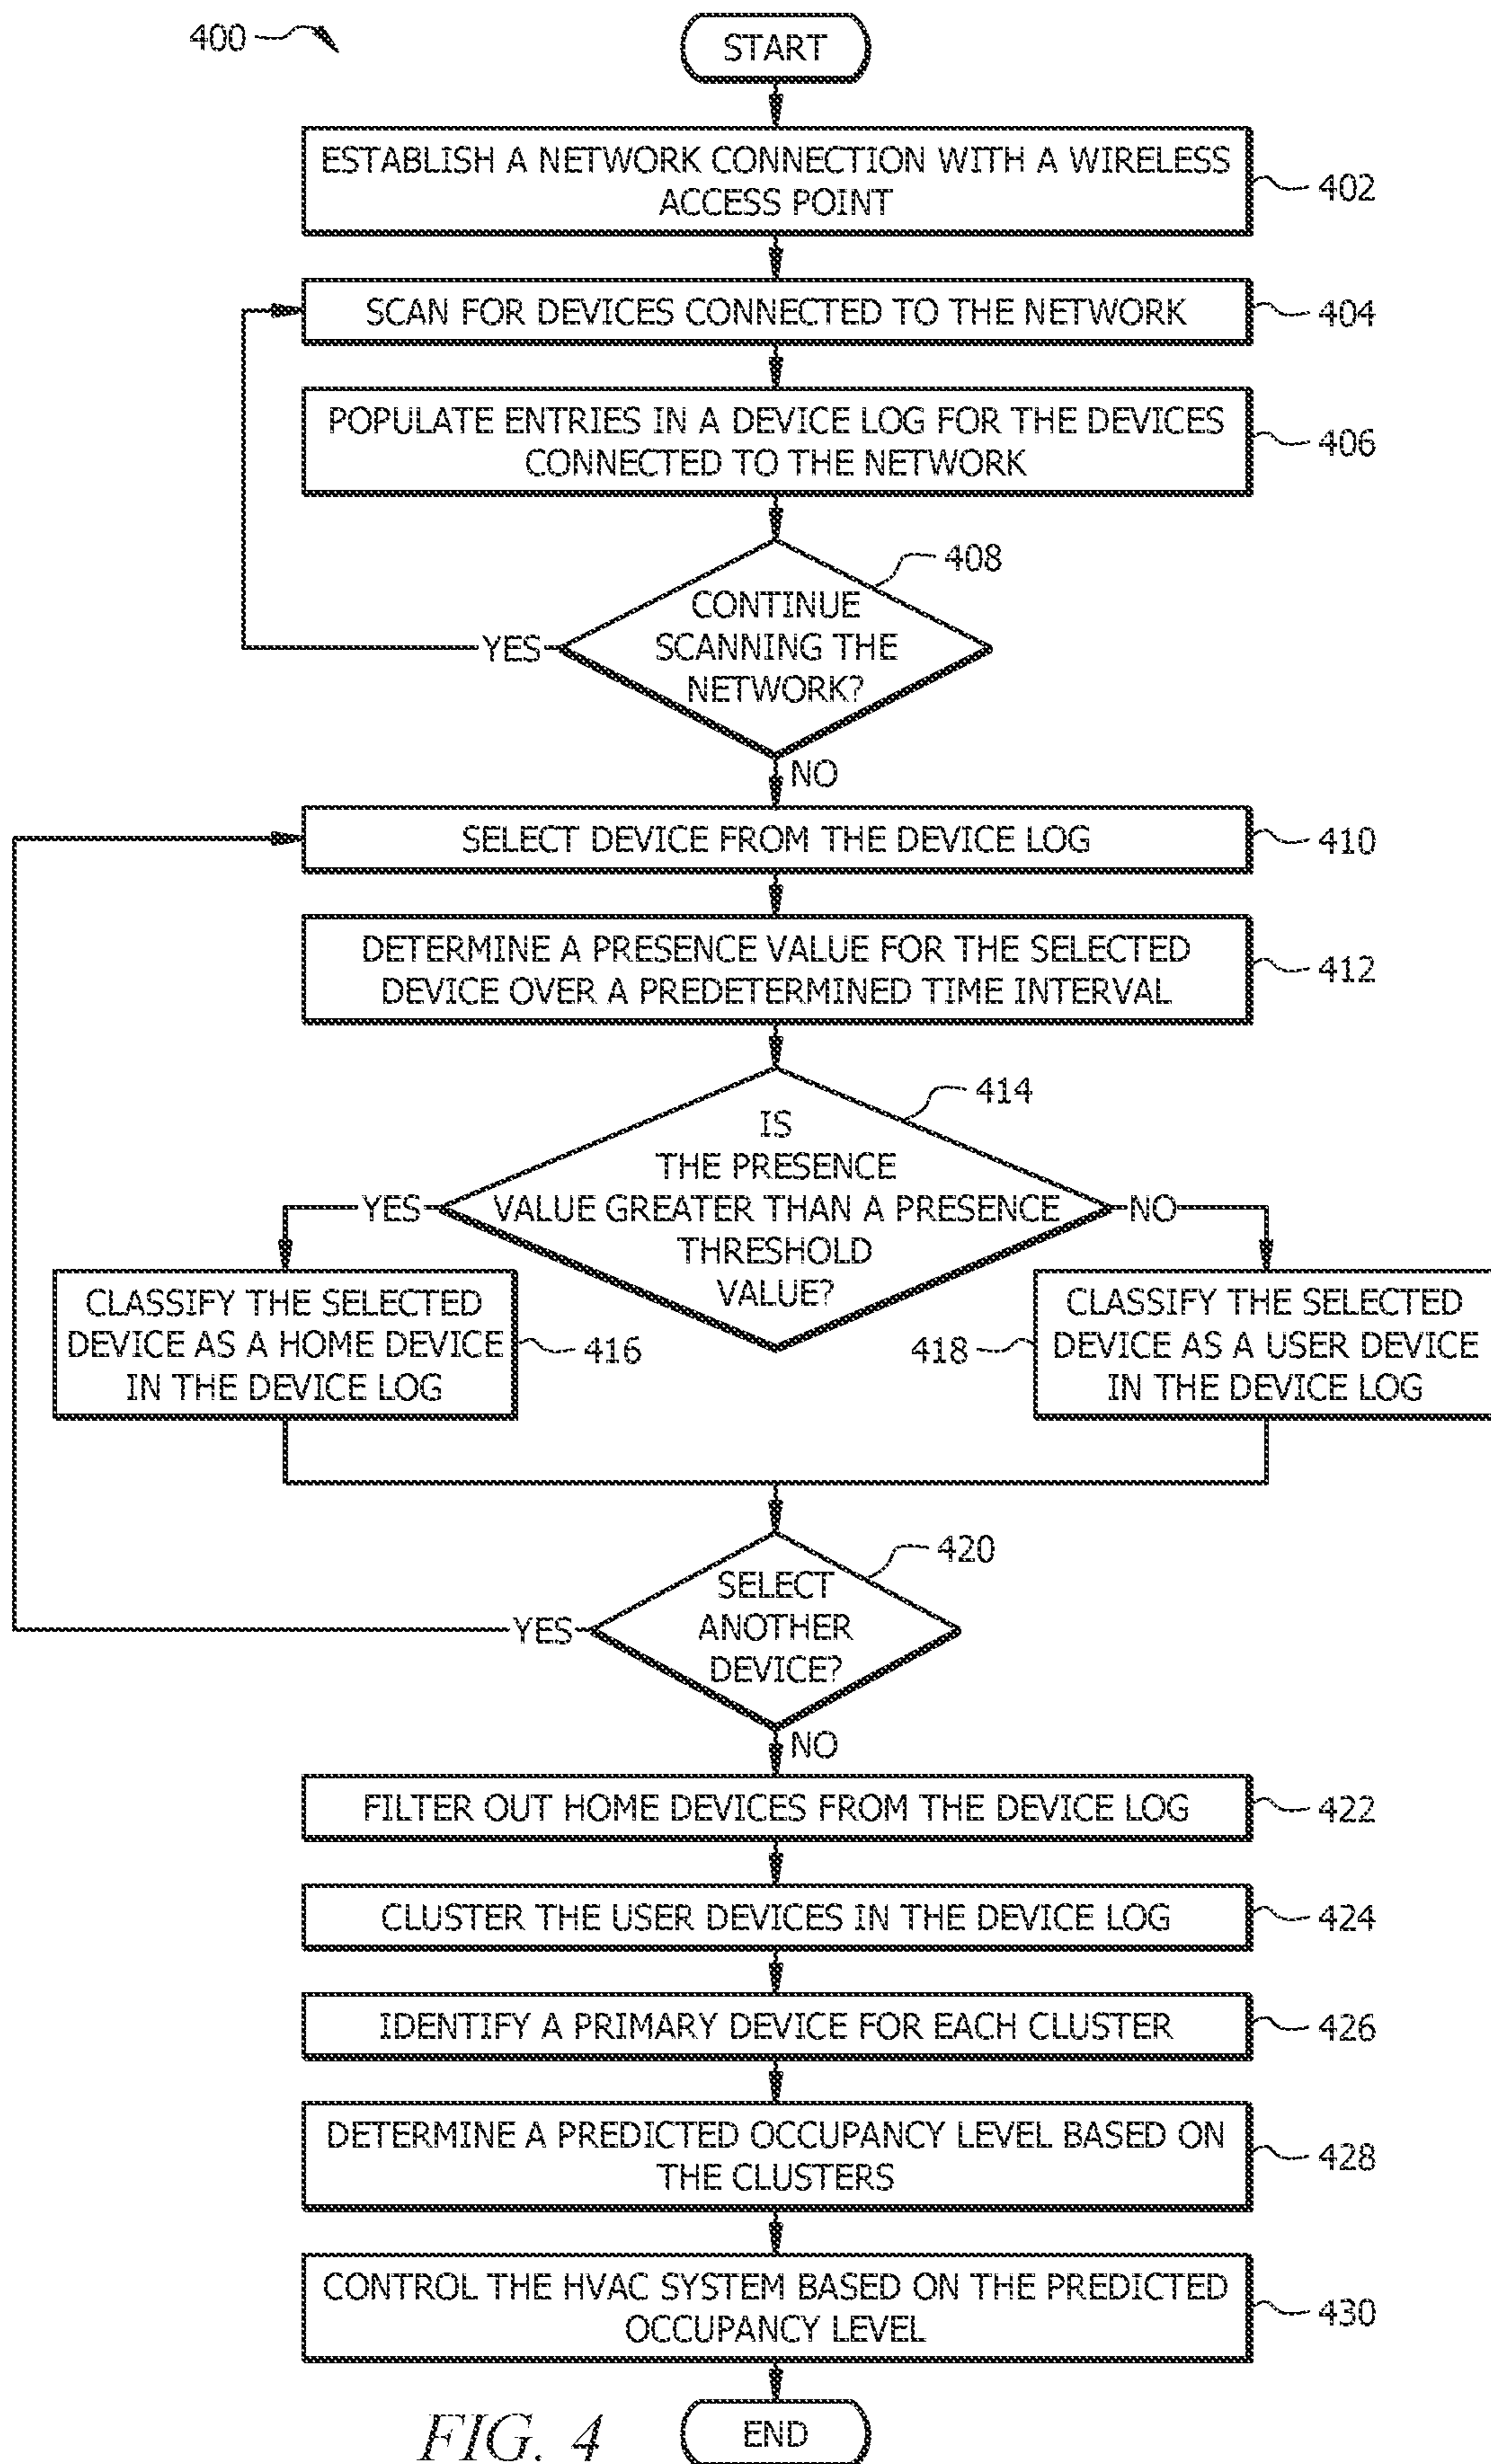 400
START
ESTABLISH A NETWORK CONNECTION WITH A WIRELESS
ACCESS POINT
402
SCAN FOR DEVICES CONNECTED TO THE NETWORK
404
POPULATE ENTRIES IN A DEVICE LOG FOR THE DEVICES
CONNECTED TO THE NETWORK
406
408
CONTINUE
SCANNING THE
NETWORK?
YES
NO
SELECT DEVICE FROM THE DEVICE LOG
410
DETERMINE A PRESENCE VALUE FOR THE SELECTED
DEVICE OVER A PREDETERMINED TIME INTERVAL
412
414
IS
THE PRESENCE
VALUE GREATER THAN A PRESENCE
THRESHOLD
VALUE?
YES
NO
CLASSIFY THE SELECTED
DEVICE AS A HOME DEVICE
IN THE DEVICE LOG
416
418
CLASSIFY THE SELECTED
DEVICE AS A USER DEVICE
IN THE DEVICE LOG
420
SELECT
ANOTHER
DEVICE?
YES
NO
FILTER OUT HOME DEVICES FROM THE DEVICE LOG
422
CLUSTER THE USER DEVICES IN THE DEVICE LOG
424
IDENTIFY A PRIMARY DEVICE FOR EACH CLUSTER
426
DETERMINE A PREDICTED OCCUPANCY LEVEL BASED ON
THE CLUSTERS
428
CONTROL THE HVAC SYSTEM BASED ON THE PREDICTED
OCCUPANCY LEVEL
430
END
FIG. 4